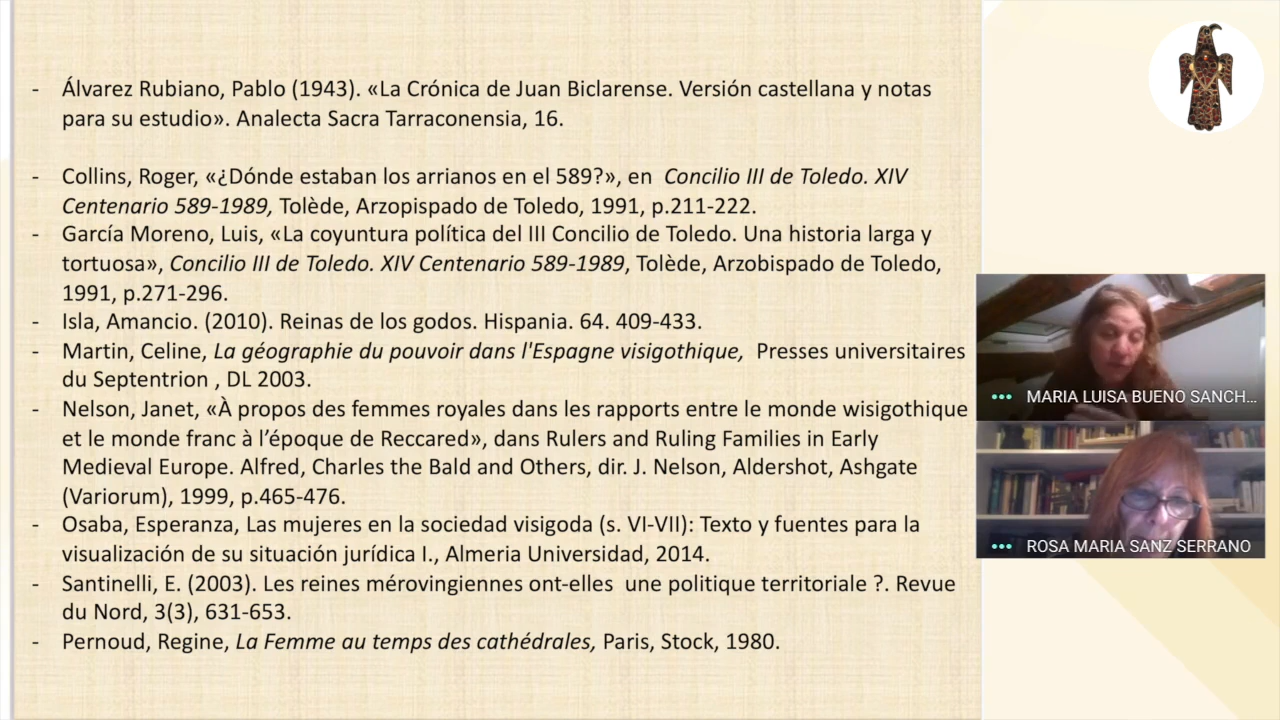 - Álvarez Rubiano, Pablo (1943). «La Crónica de Juan Biclarense. Versión castellana y notas
para su estudio». Analecta Sacra Tarraconensia, 16.
- Collins, Roger, «¿Dónde estaban los arrianos en el 589?», en Concilio III de Toledo. XIV
Centenario 589-1989, Tolède, Arzopispado de Toledo, 1991, p.211-222.
- García Moreno, Luis, «La coyuntura política del III Concilio de Toledo. Una historia larga y
tortuosa», Concilio III de Toledo. XIV Centenario 589-1989, Tolède, Arzobispado de Toledo,
1991, p.271-296.
- Isla, Amancio. (2010). Reinas de los godos. Hispania. 64. 409-433.
- Martin, Celine, La géographie du pouvoir dans l'Espagne visigothique, Presses universitaires
du Septentrion , DL 2003.
- Nelson, Janet, «À propos des femmes royales dans les rapports entre le monde wisigothique
et le monde franc à l’époque de Reccared», dans Rulers and Ruling Families in Early
Medieval Europe. Alfred, Charles the Bald and Others, dir. J. Nelson, Aldershot, Ashgate
(Variorum), 1999, p.465-476.
- Osaba, Esperanza, Las mujeres en la sociedad visigoda (s. VI-VII): Texto y fuentes para la
visualización de su situación jurídica I., Almeria Universidad, 2014.
- Santinelli, E. (2003). Les reines mérovingiennes ont-elles une politique territoriale ?. Revue
du Nord, 3(3), 631-653.
- Pernoud, Regine, La Femme au temps des cathédrales, Paris, Stock, 1980.
MARIA LUISA BUENO SANCH...
ROSA MARIA SANZ SERRANO